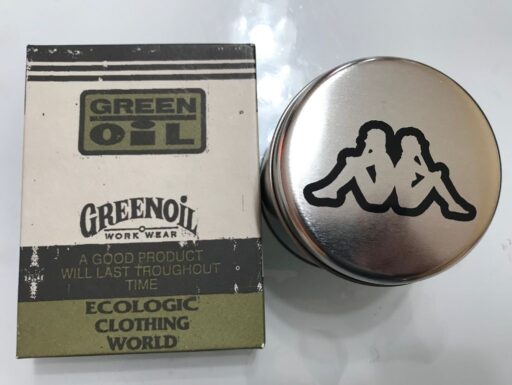 GREEN
OIL
GREENOIL
WORK WEAR
A GOOD PRODUCT
WILL LAST TROUGHOUT
TIME
ECOLOGIC
CLOTHING
WORLD